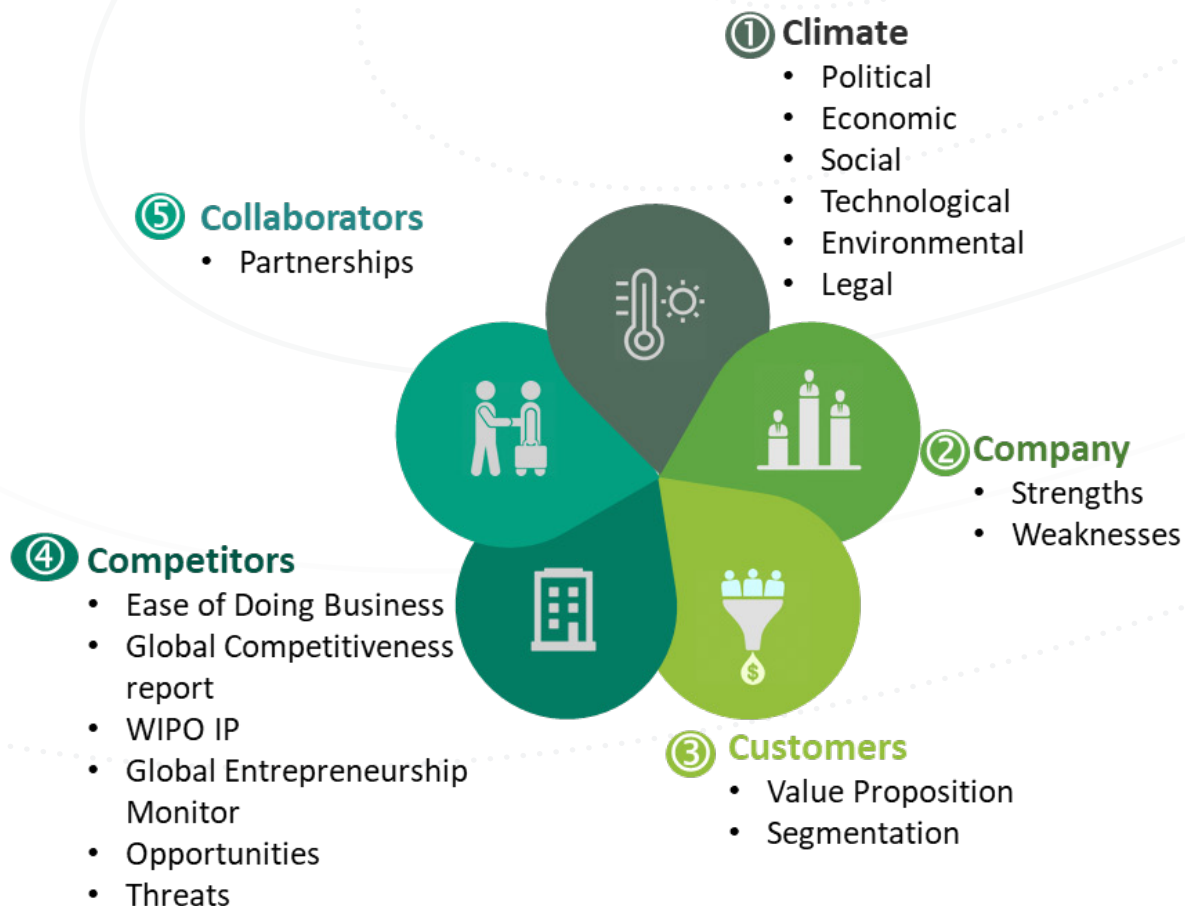 ① Climate
• Political
• Economic
• Social
• Technological
• Environmental
• Legal
② Company
• Strengths
• Weaknesses
③ Customers
• Value Proposition
• Segmentation
$
④ Competitors
• Ease of Doing Business
• Global Competitiveness
report
• WIPO IP
• Global Entrepreneurship
Monitor
• Opportunities
• Threats
⑤ Collaborators
• Partnerships